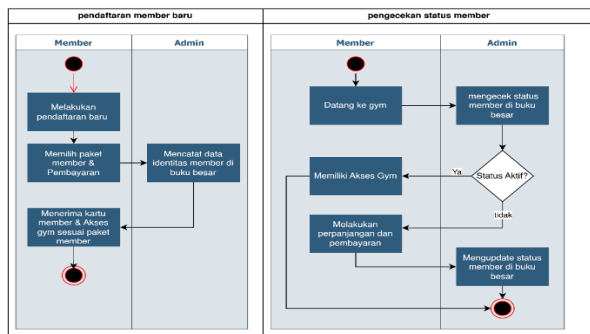 pendaftaran member baru
Member
Admin
Melakukan
pendaftaran baru
Memilih paket
member &
Pembayaran
Mencatat data
identitas member di
buku besar
Menerima kartu
member & Akses
gym sesuai paket
member
pengecekan status member
Member
Admin
Datang ke gym
mengecek status
member di buku
besar
Memiliki Akses Gym
Ya
Status Aktif?
tidak
Melakukan
perpanjangan dan
pembayaran
Mengupdate status
member di buku
besar